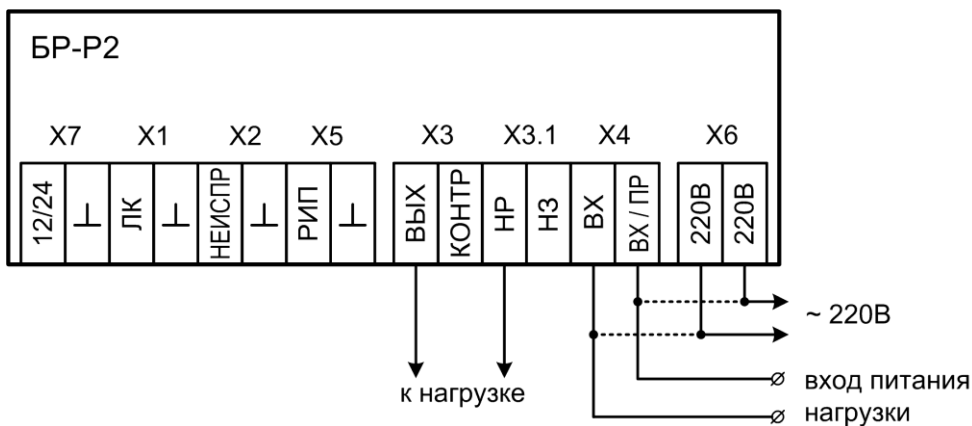 БР-Р2
X7 X1 X2 X5 X3 X3.1 X4 X6
12/24 ЛК НЕИСПР РИП ВЫХ КОНТР НР НЗ ВХ ВХ / ПР 220В 220В
~ 220В
к нагрузке
вход питания
нагрузки